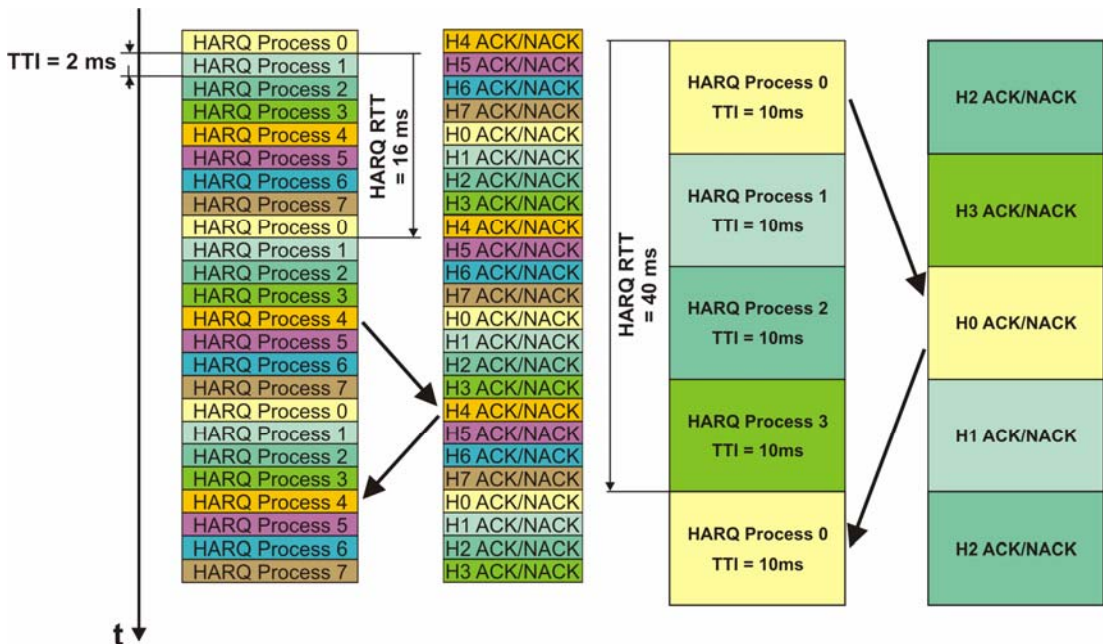 TTI = 2 ms
t
HARQ Process 0
HARQ Process 1
HARQ Process 2
HARQ Process 3
HARQ Process 4
HARQ Process 5
HARQ Process 6
HARQ Process 7
HARQ Process 0
HARQ Process 1
HARQ Process 2
HARQ Process 3
HARQ Process 4
HARQ Process 5
HARQ Process 6
HARQ Process 7
HARQ Process 0
HARQ Process 1
HARQ Process 2
HARQ Process 3
HARQ Process 4
HARQ Process 5
HARQ Process 6
HARQ Process 7
HARQ RTT
= 16 ms
H4 ACK/NACK
H5 ACK/NACK
H6 ACK/NACK
H7 ACK/NACK
H0 ACK/NACK
H1 ACK/NACK
H2 ACK/NACK
H3 ACK/NACK
H4 ACK/NACK
H5 ACK/NACK
H6 ACK/NACK
H7 ACK/NACK
H0 ACK/NACK
H1 ACK/NACK
H2 ACK/NACK
H3 ACK/NACK
H4 ACK/NACK
H5 ACK/NACK
H6 ACK/NACK
H7 ACK/NACK
H0 ACK/NACK
H1 ACK/NACK
H2 ACK/NACK
H3 ACK/NACK
HARQ RTT
= 40 ms
HARQ Process 0
TTI = 10ms
HARQ Process 1
TTI = 10ms
HARQ Process 2
TTI = 10ms
HARQ Process 3
TTI = 10ms
HARQ Process 0
TTI = 10ms
H2 ACK/NACK
H3 ACK/NACK
H0 ACK/NACK
H1 ACK/NACK
H2 ACK/NACK